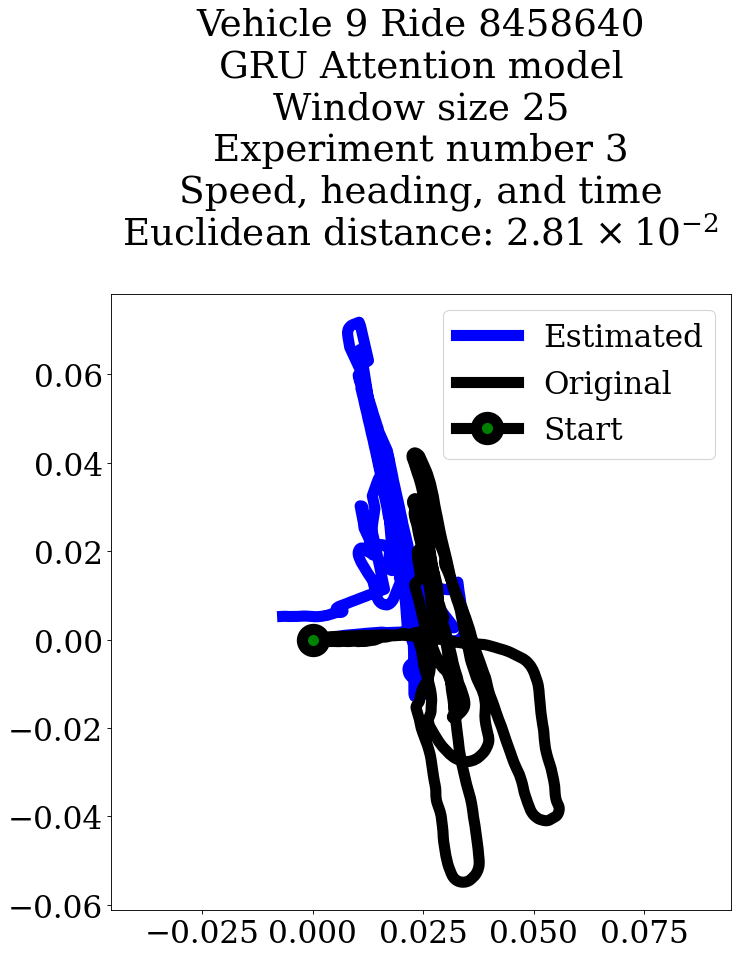 Vehicle 9 Ride 8458640
GRU Attention model
Window size 25
Experiment number 3
Speed, heading, and time
Euclidean distance: 2.81 × 10⁻²
Estimated
Original
Start
0.06
0.04
0.02
0.00
−0.02
−0.04
−0.06
−0.025 0.000 0.025 0.050 0.075